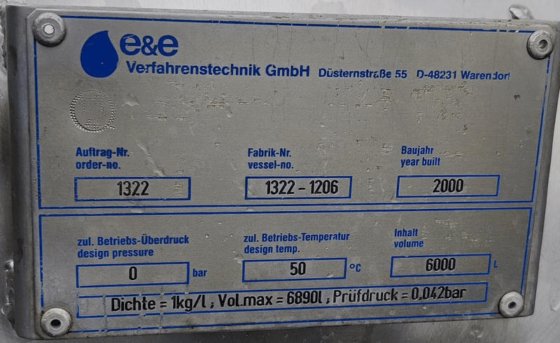 e&e
Verfahrenstechnik GmbH Düsternstraße 55 D-48231 Warendorf
Auftrag-Nr. Fabrik-Nr. Baujahr
order-no. vessel-no. year built
1322 1322-1206 2000
zul. Betriebs-Überdruck zul. Betriebs-Temperatur Inhalt
design pressure design temp. volume
0 bar 50 °C 6000 L
Dichte = 1kg/L ; Vol.max = 6890l ; Prüfdruck = 0,042bar